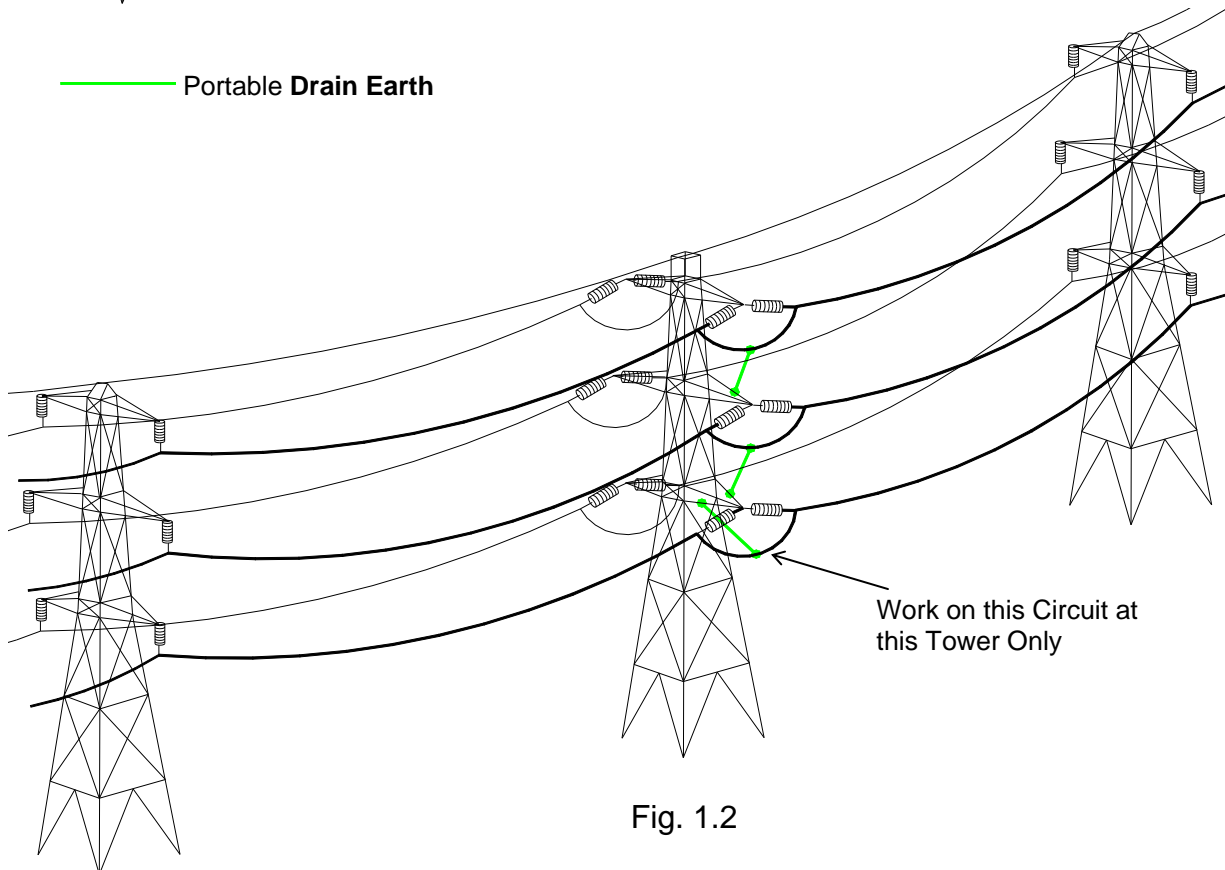 Portable Drain Earth
Work on this Circuit at
this Tower Only
Fig. 1.2